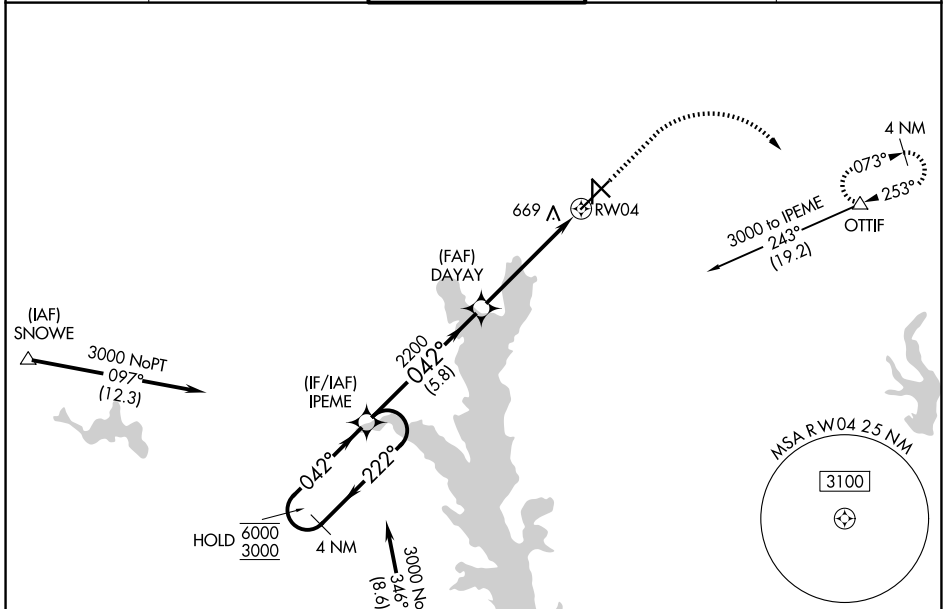 4 NM
073°
253°
OTTIF
3000 to IPEME
243°
(19.2)
669
RW04
(FAF)
DAYAY
(IAF)
SNOWE
3000 NoPT
097°
(12.3)
2200
042°
(5.8)
(IF/IAF)
IPEME
042°
222°
HOLD
6000
3000
4 NM
346°
(8.6)
MSA RW04 25 NM
3100